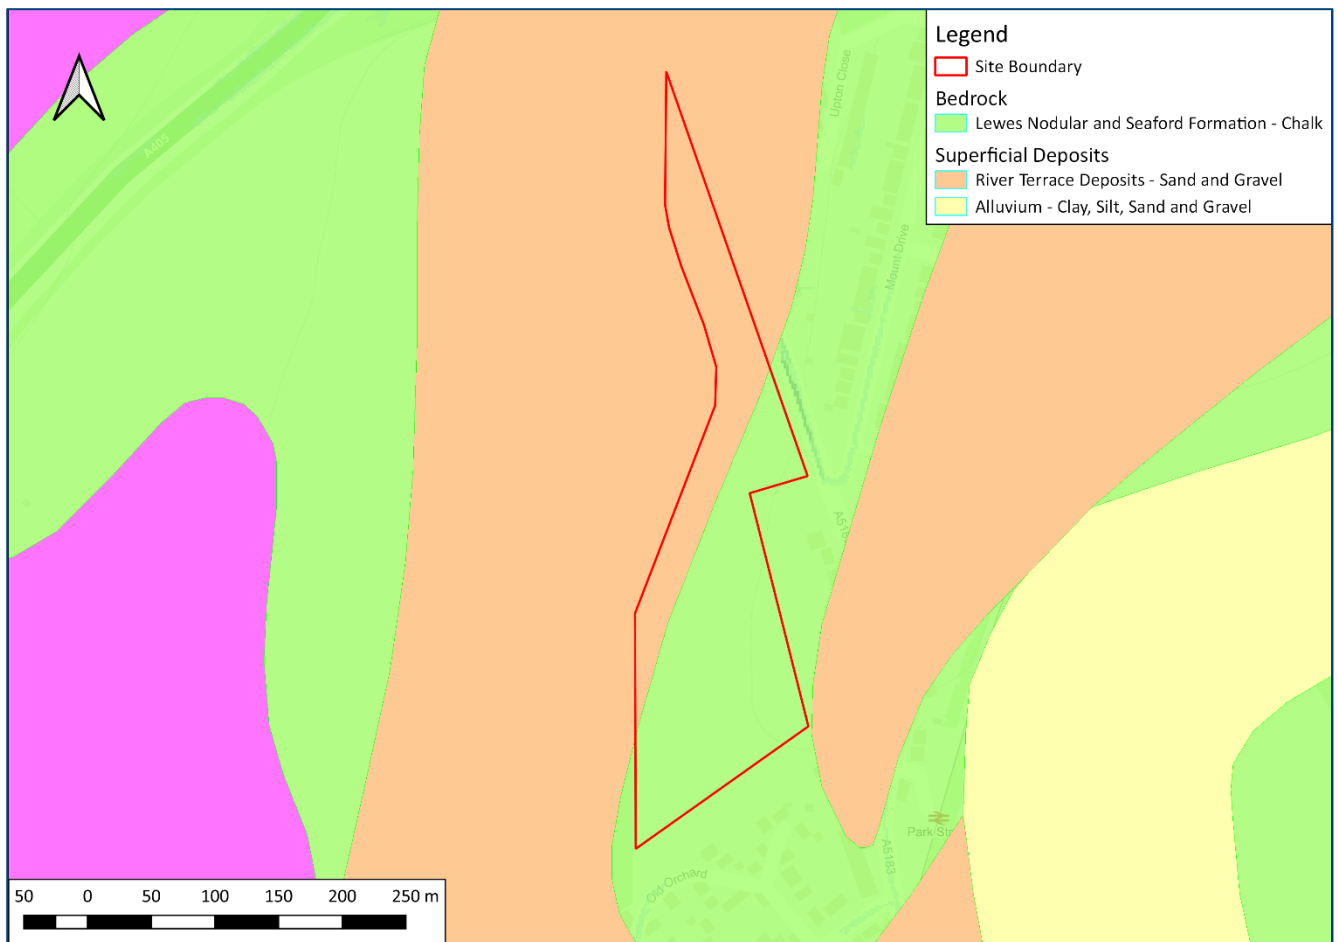 Legend
Site Boundary
Bedrock
Lewes Nodular and Seaford Formation - Chalk
Superficial Deposits
River Terrace Deposits - Sand and Gravel
Alluvium - Clay, Silt, Sand and Gravel
A405
Upton Close
Mount Drive
A518
Park Str
A5183
Old Orchard
50 0 50 100 150 200 250 m